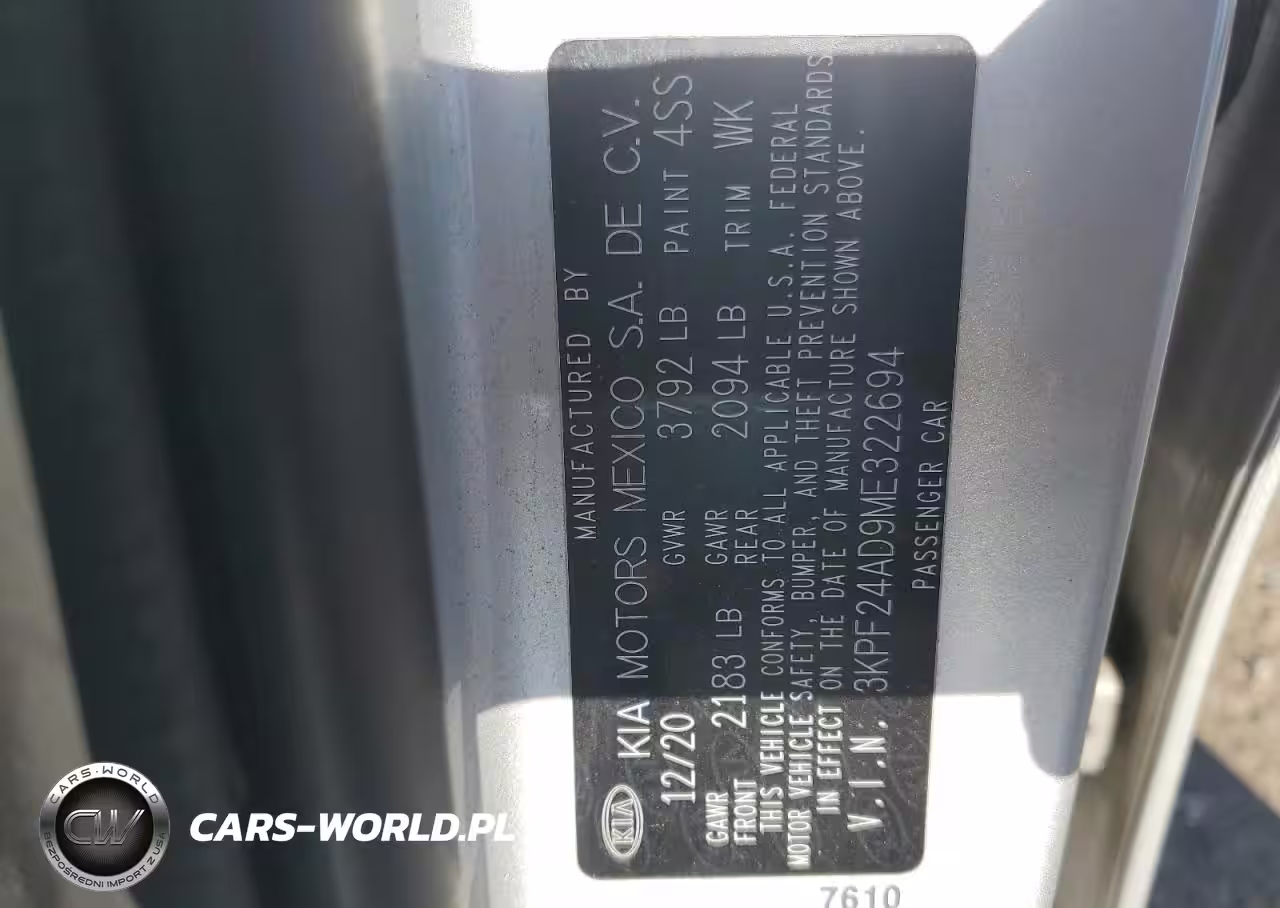 MANUFACTURED BY
KIA KIA MOTORS MEXICO S.A. DE C.V.
12/20 GVWR 3792 LB PAINT 4SS
GAWR FRONT 2183 LB GAWR REAR 2094 LB TRIM WK
THIS VEHICLE CONFORMS TO ALL APPLICABLE U.S.A. FEDERAL
MOTOR VEHICLE SAFETY, BUMPER, AND THEFT PREVENTION STANDARDS
IN EFFECT ON THE DATE OF MANUFACTURE SHOWN ABOVE.
V.I.N. 3KPF24AD9ME322694
PASSENGER CAR
7610
CARS-WORLD
CW
BEZPOŚREDNI IMPORT Z USA
CARS-WORLD.PL